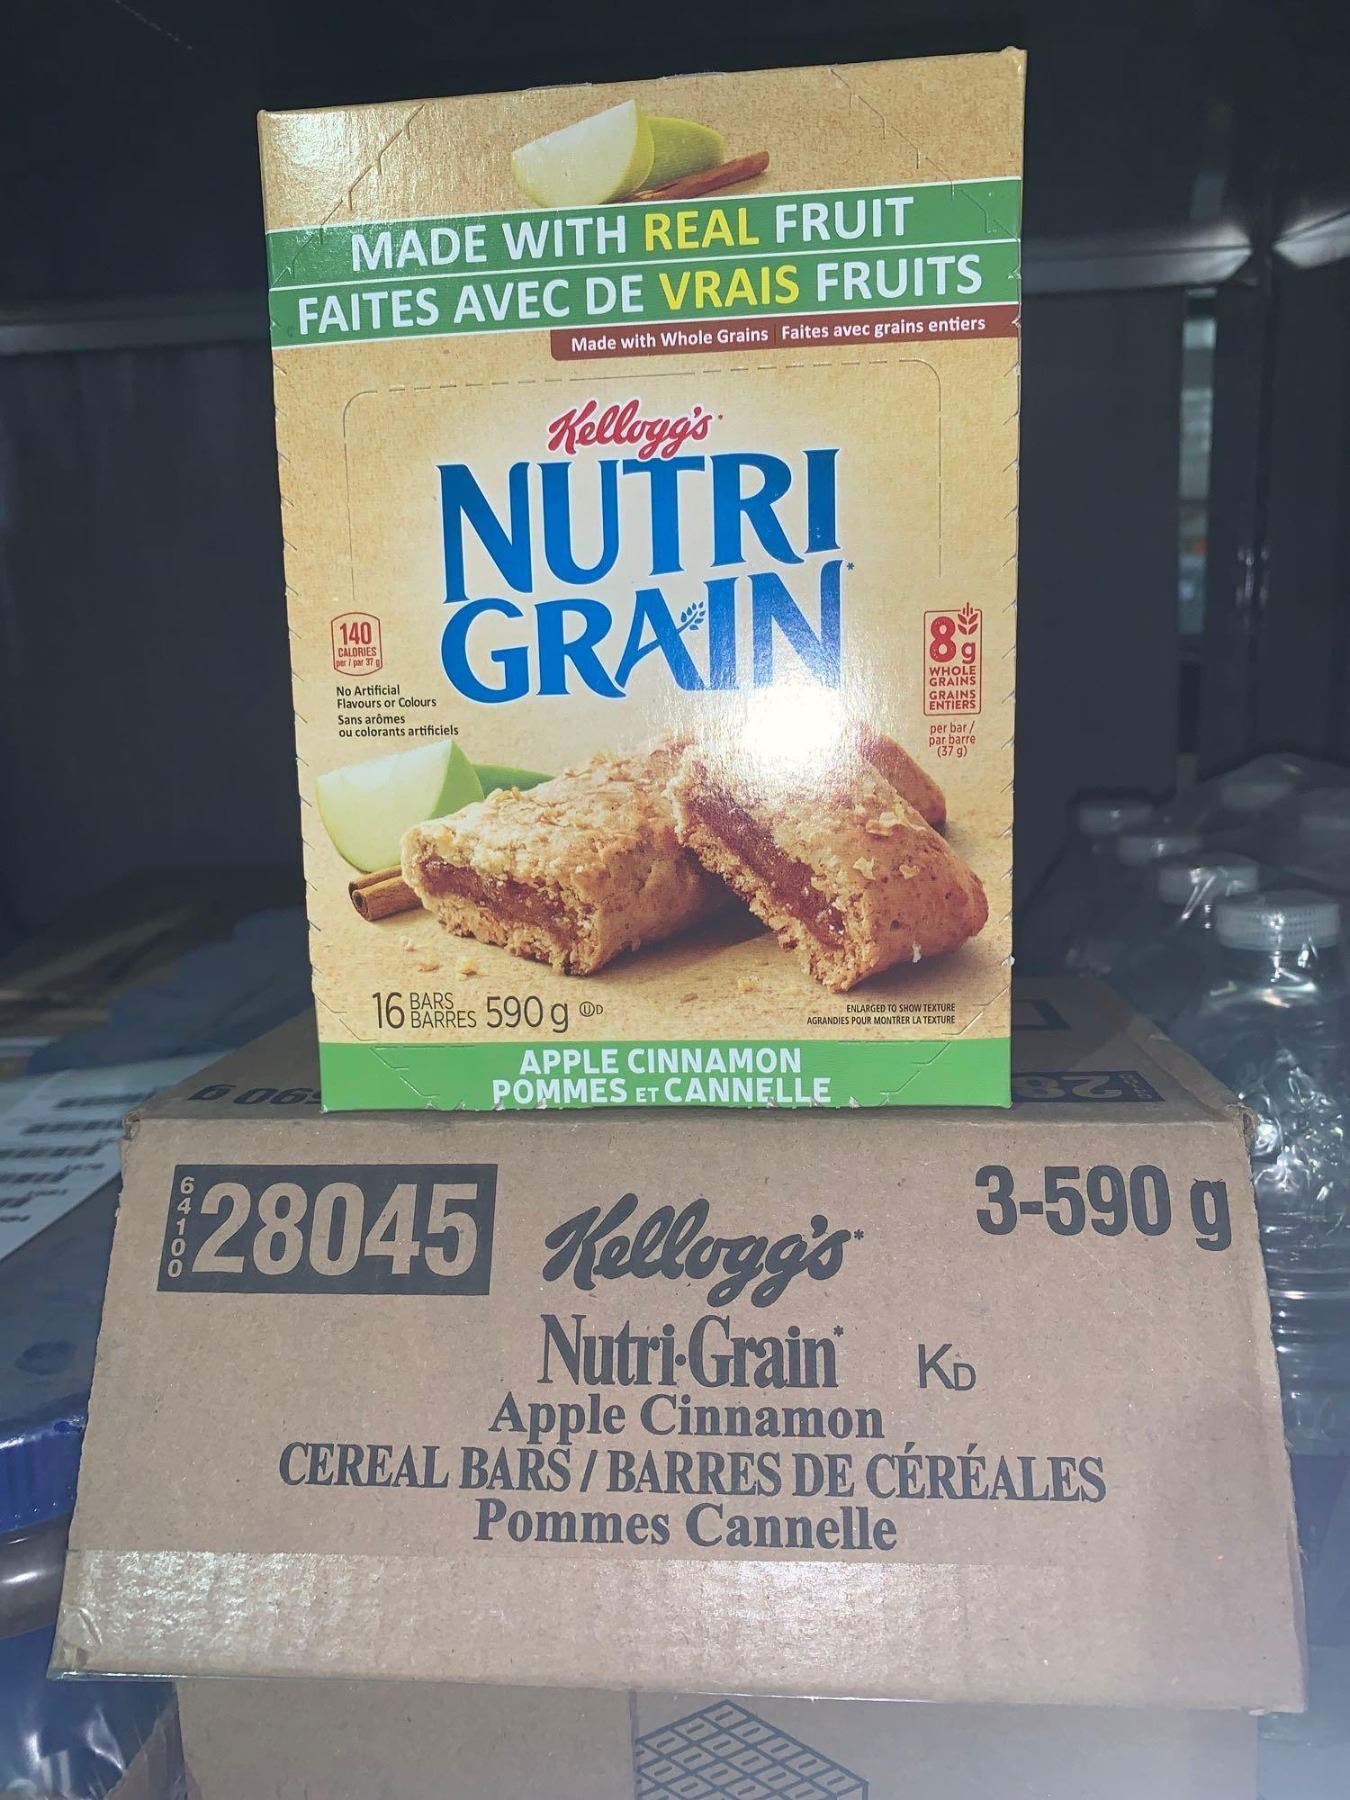 MADE WITH REAL FRUIT
FAITES AVEC DE VRAIS FRUITS
Made with Whole Grains Faites avec grains entiers
Kellogg's
NUTRI
GRAIN*
140
CALORIES
per / par 37 g
No Artificial
Flavours or Colours
Sans arômes
ou colorants artificiels
8g
WHOLE
GRAINS
GRAINS
ENTIERS
per bar /
par barre
(37 g)
16 BARS
BARRES 590 g UD
ENLARGED TO SHOW TEXTURE
AGRANDIES POUR MONTRER LA TEXTURE
APPLE CINNAMON
POMMES ET CANNELLE
64100
28045
Kellogg's*
3-590 g
Nutri-Grain* KD
Apple Cinnamon
CEREAL BARS / BARRES DE CÉRÉALES
Pommes Cannelle